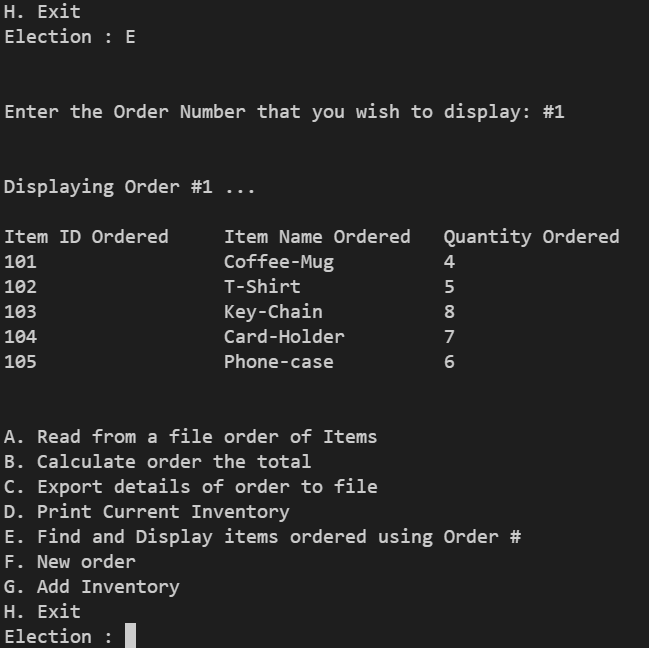 H. Exit
Election : E
Enter the Order Number that you wish to display: #1
Displaying Order #1 ...
Item ID Ordered     Item Name Ordered   Quantity Ordered
101                 Coffee-Mug          4
102                 T-Shirt             5
103                 Key-Chain           8
104                 Card-Holder         7
105                 Phone-case          6
A. Read from a file order of Items
B. Calculate order the total
C. Export details of order to file
D. Print Current Inventory
E. Find and Display items ordered using Order #
F. New order
G. Add Inventory
H. Exit
Election :